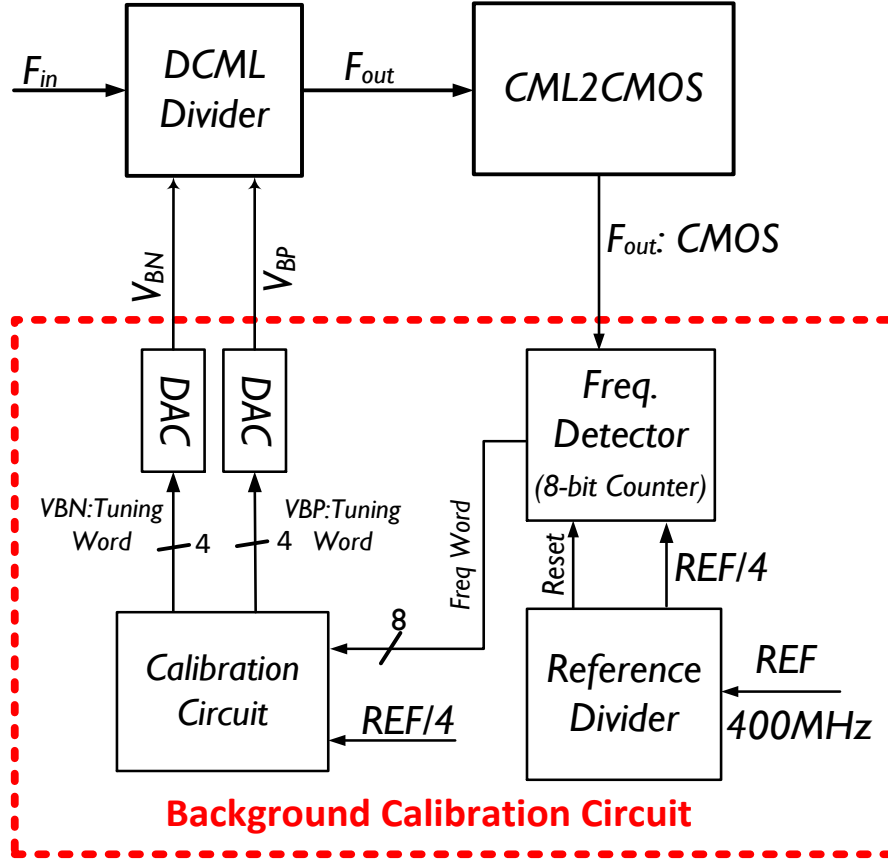 DCML
Divider
CML2CMOS
Fin
Fout
Fout: CMOS
VBN
VBP
DAC
DAC
Freq.
Detector
(8-bit Counter)
VBN:Tuning
Word
4
VBP:Tuning
Word
4
Freq Word
Reset
REF/4
8
Calibration
Circuit
REF/4
Reference
Divider
REF
400MHz
Background Calibration Circuit